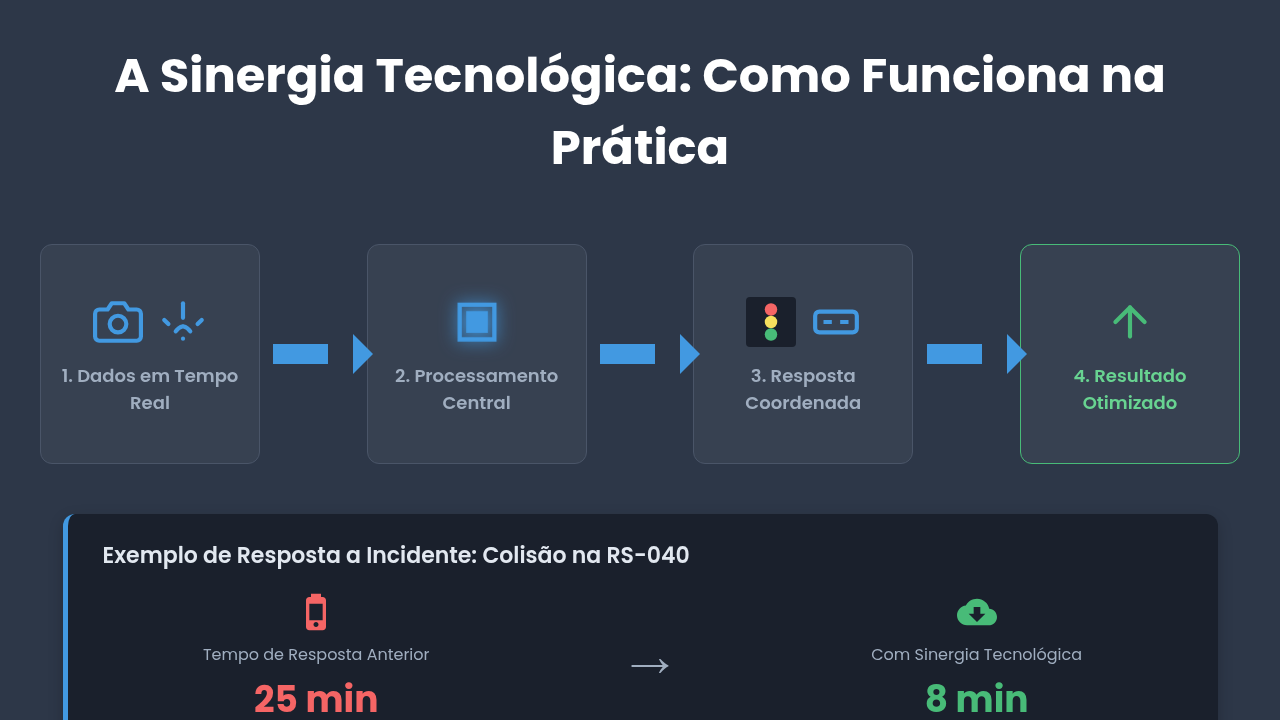 A Sinergia Tecnológica: Como Funciona na
Prática
1. Dados em Tempo
Real
2. Processamento
Central
3. Resposta
Coordenada
4. Resultado
Otimizado
Exemplo de Resposta a Incidente: Colisão na RS-040
Tempo de Resposta Anterior
25 min
→
Com Sinergia Tecnológica
8 min